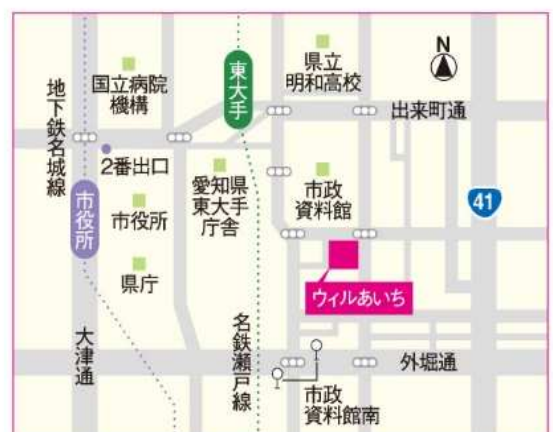 国立病院
機構
東大手
県立
明和高校
N
地下鉄名城線
出来町通
2番出口
市役所
市役所
愛知県
東大手
庁舎
市政
資料館
41
県庁
ウィルあいち
大津通
名鉄瀬戸線
外堀通
市政
資料館南